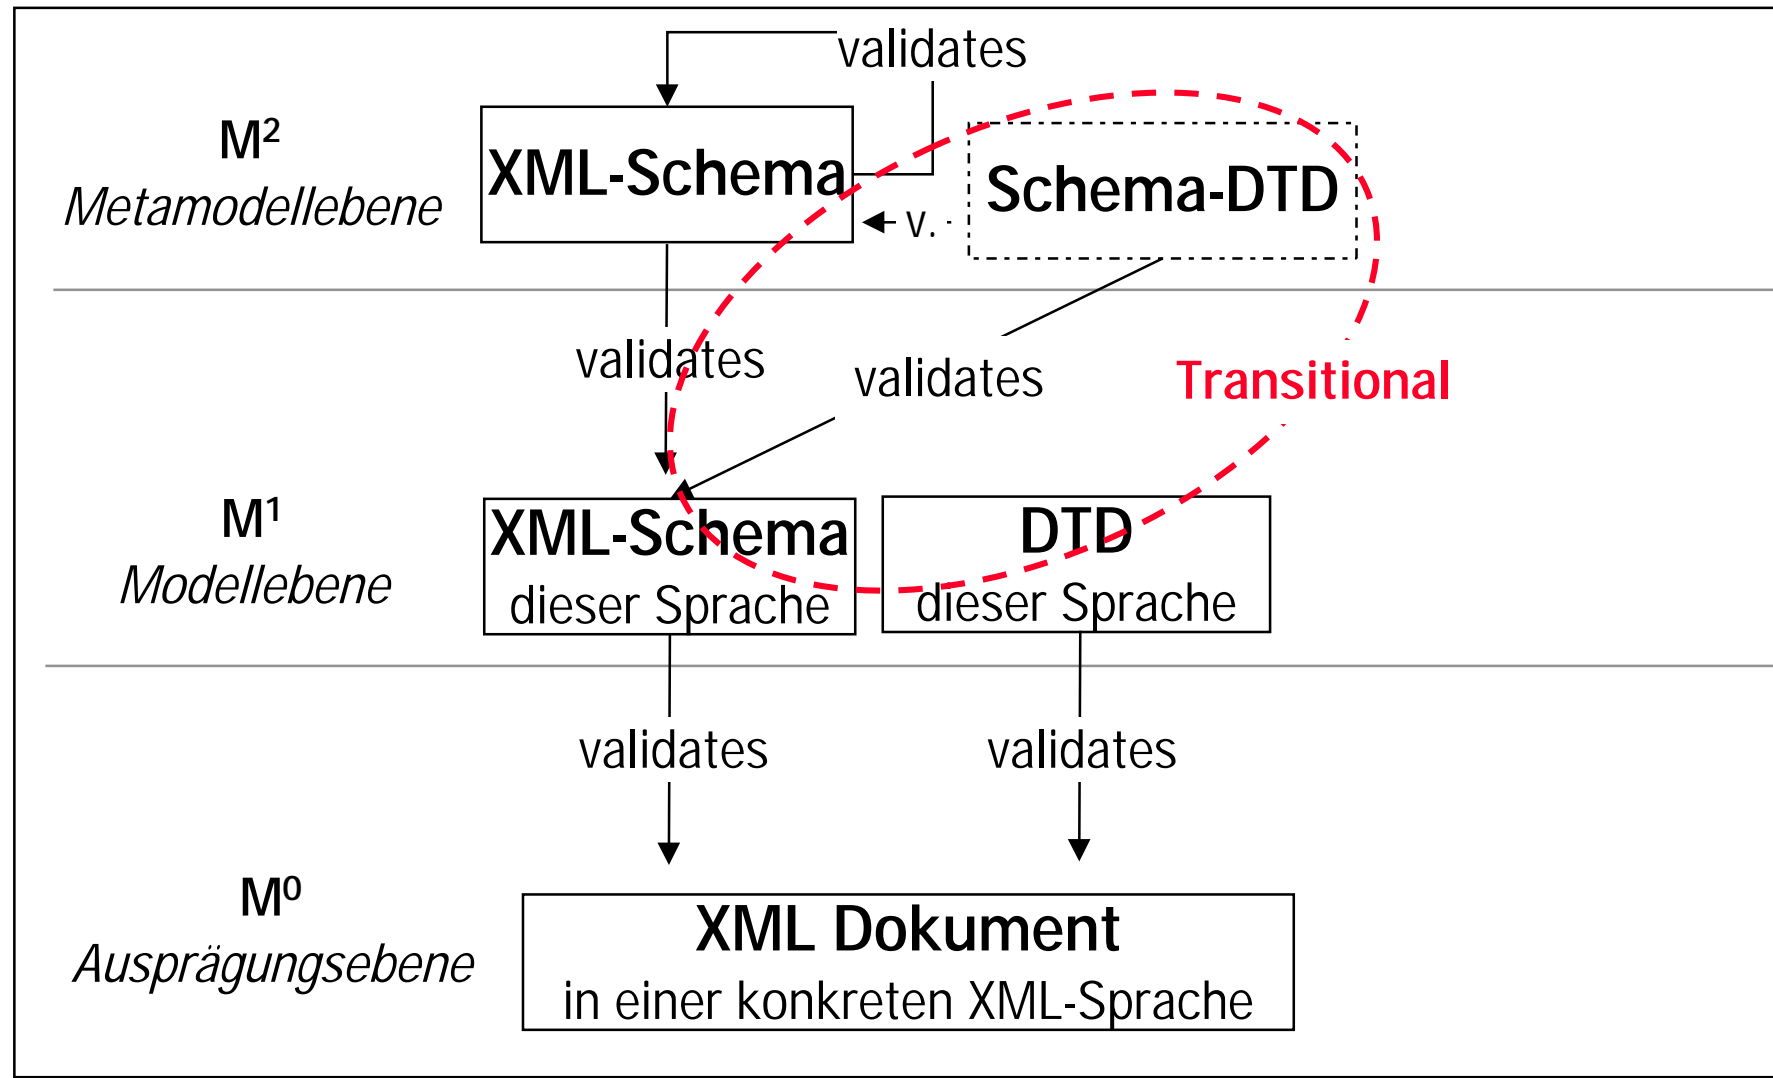 validates
M²
Metamodellebene
XML-Schema
Schema-DTD
v.
validates
validates
Transitional
M¹
Modellebene
XML-Schema
dieser Sprache
DTD
dieser Sprache
validates
validates
M⁰
Ausprägungsebene
XML Dokument
in einer konkreten XML-Sprache